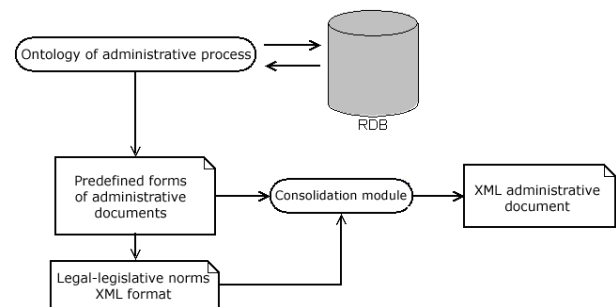 Ontology of administrative process
RDB
Predefined forms
of administrative
documents
Consolidation module
XML administrative
document
Legal-legislative norms
XML format